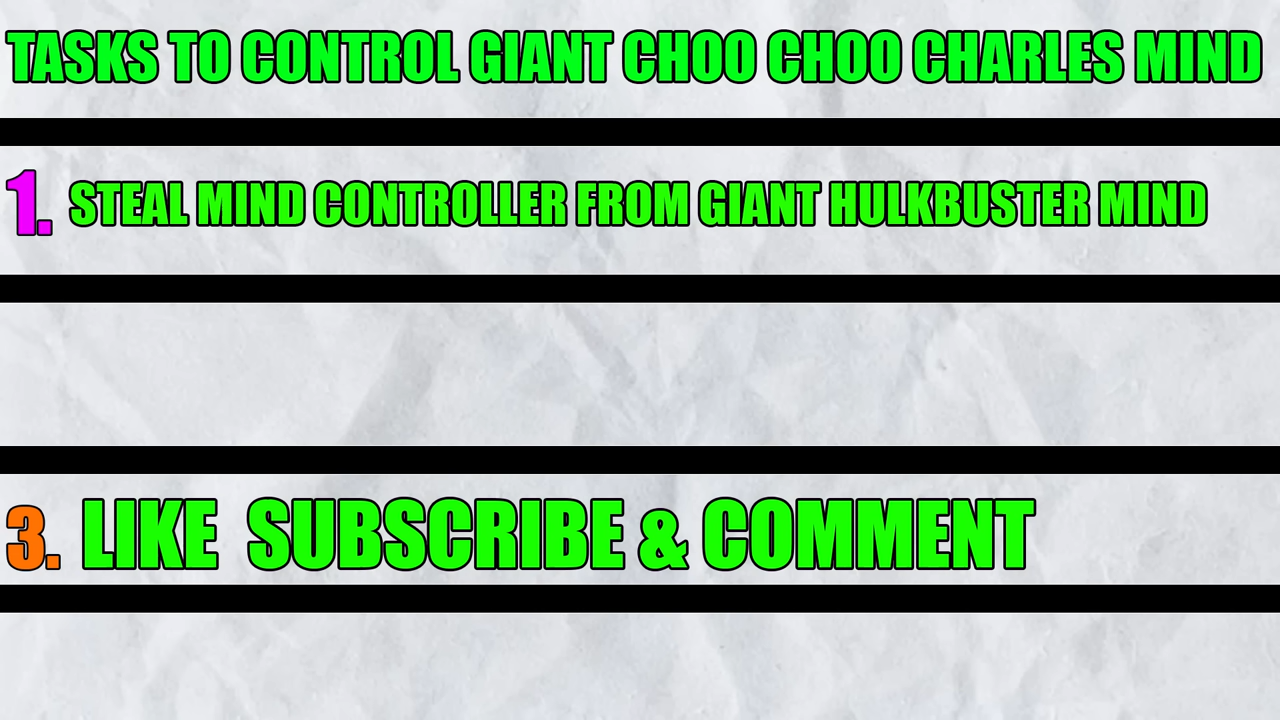 TASKS TO CONTROL GIANT CHOO CHOO CHARLES MIND
1. STEAL MIND CONTROLLER FROM GIANT HULKBUSTER MIND
3. LIKE SUBSCRIBE & COMMENT